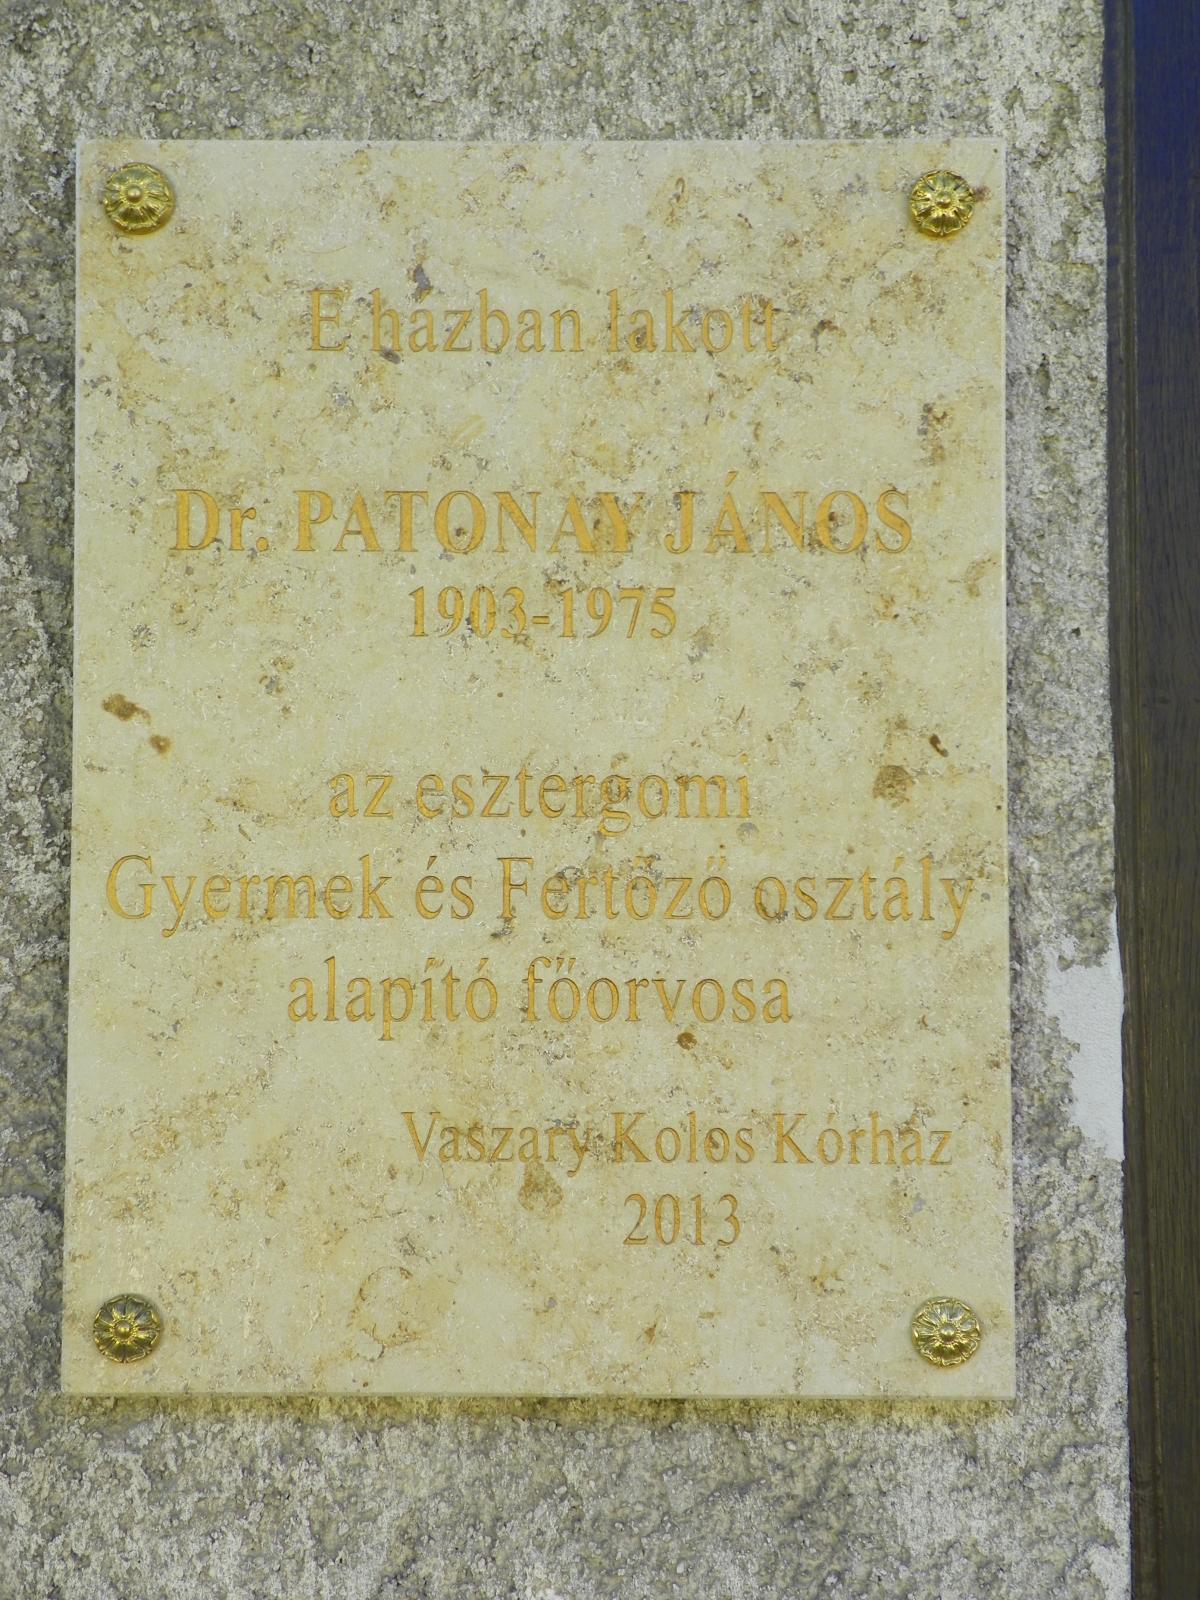 E házban lakott
Dr. PATONAY JÁNOS
1903-1975
az esztergomi
Gyermek és Fertőző osztály
alapító főorvosa
Vaszary Kolos Kórház
2013